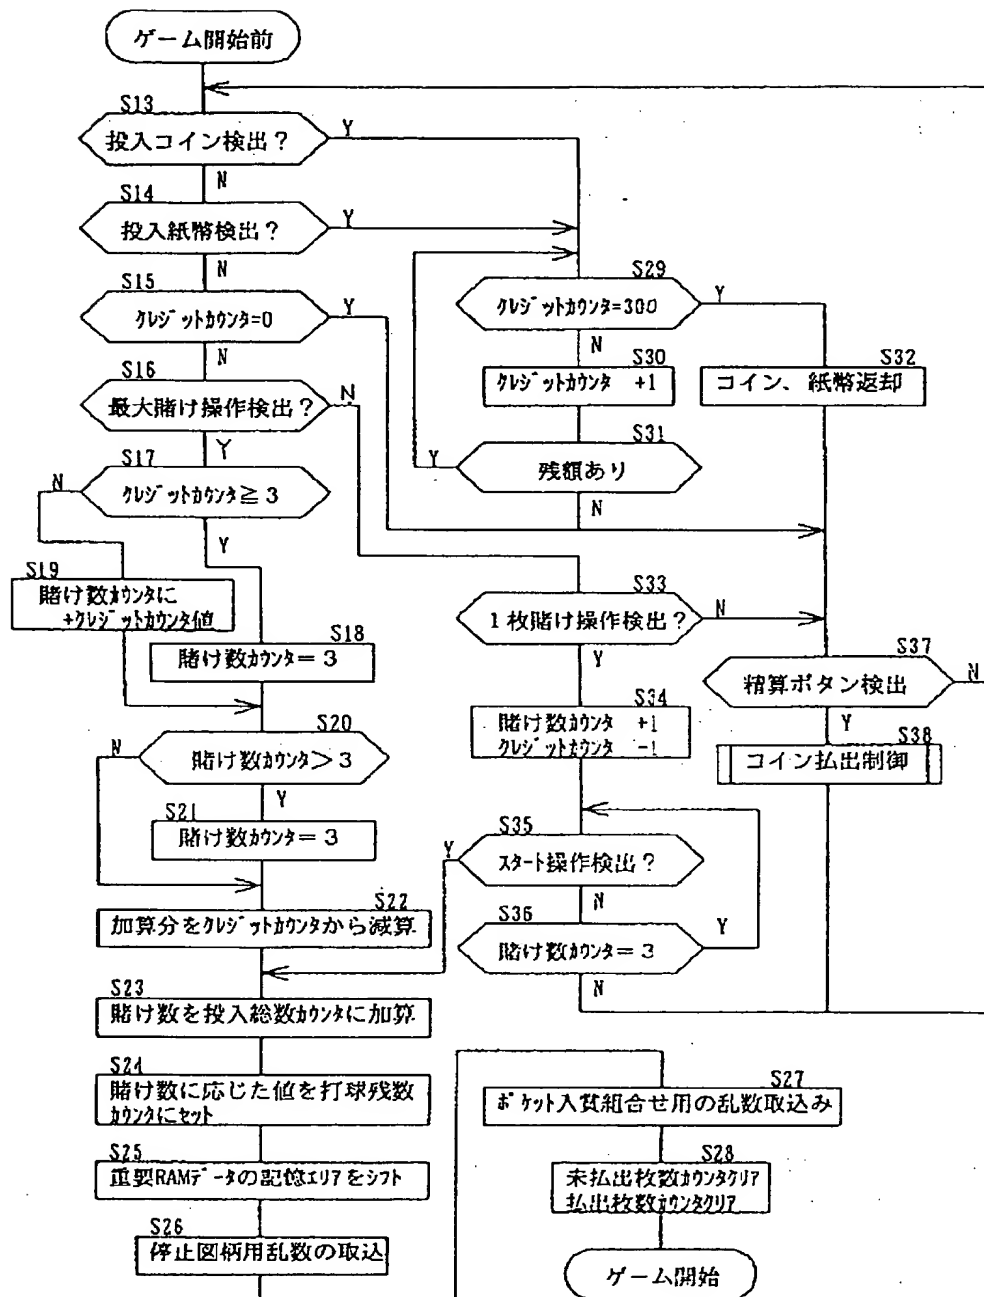 ゲーム開始前
S13
投入コイン検出?
Y
N
S14
投入紙幣検出?
Y
N
S15
クレジットカウンタ=0
Y
N
S16
最大賭け操作検出?
N
Y
S17
クレジットカウンタ≧3
N
Y
S19
賭け数カウンタに
+クレジットカウンタ値
S18
賭け数カウンタ=3
S20
賭け数カウンタ>3
N
Y
S21
賭け数カウンタ=3
S22
加算分をクレジットカウンタから減算
S23
賭け数を投入総数カウンタに加算
S24
賭け数に応じた値を打球残数
カウンタにセット
S25
重要RAMデータの記憶エリアをシフト
S26
停止図柄用乱数の取込
S29
クレジットカウンタ=300
Y
N
S30
クレジットカウンタ +1
S31
残額あり
Y
N
S32
コイン、紙幣返却
S33
1枚賭け操作検出?
N
Y
S34
賭け数カウンタ +1
クレジットカウンタ -1
S35
スタート操作検出?
Y
N
S36
賭け数カウンタ=3
Y
N
S37
精算ボタン検出
N
Y
S38
コイン払出制御
S27
ポケット入賞組合せ用の乱数取込み
S28
未払出枚数カウンタクリア
払出枚数カウンタクリア
ゲーム開始